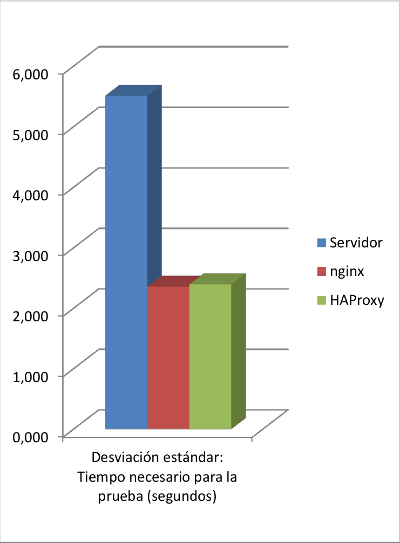 6,000
5,000
4,000
3,000
2,000
1,000
0,000
Servidor
nginx
HAProxy
Desviación estándar:
Tiempo necesario para la
prueba (segundos)